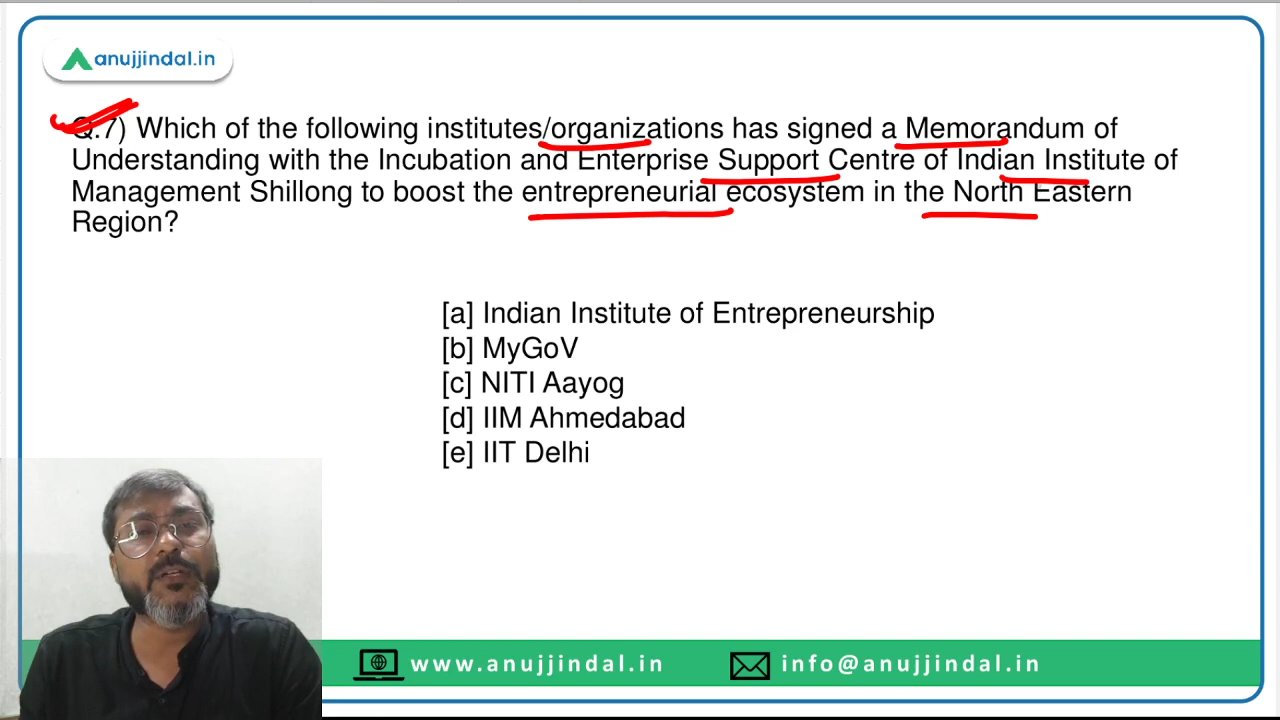 anujjindal.in
Q.7) Which of the following institutes/organizations has signed a Memorandum of
Understanding with the Incubation and Enterprise Support Centre of Indian Institute of
Management Shillong to boost the entrepreneurial ecosystem in the North Eastern
Region?
[a] Indian Institute of Entrepreneurship
[b] MyGoV
[c] NITI Aayog
[d] IIM Ahmedabad
[e] IIT Delhi
www.anujjindal.in
info@anujjindal.in